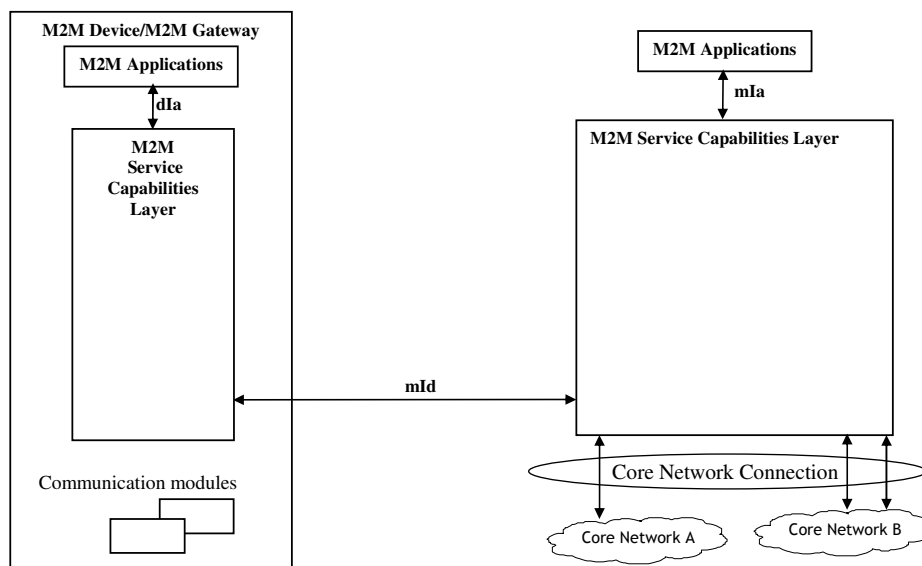 M2M Device/M2M Gateway
M2M Applications
dIa
M2M
Service
Capabilities
Layer
Communication modules
mId
M2M Applications
mIa
M2M Service Capabilities Layer
Core Network Connection
Core Network A
Core Network B